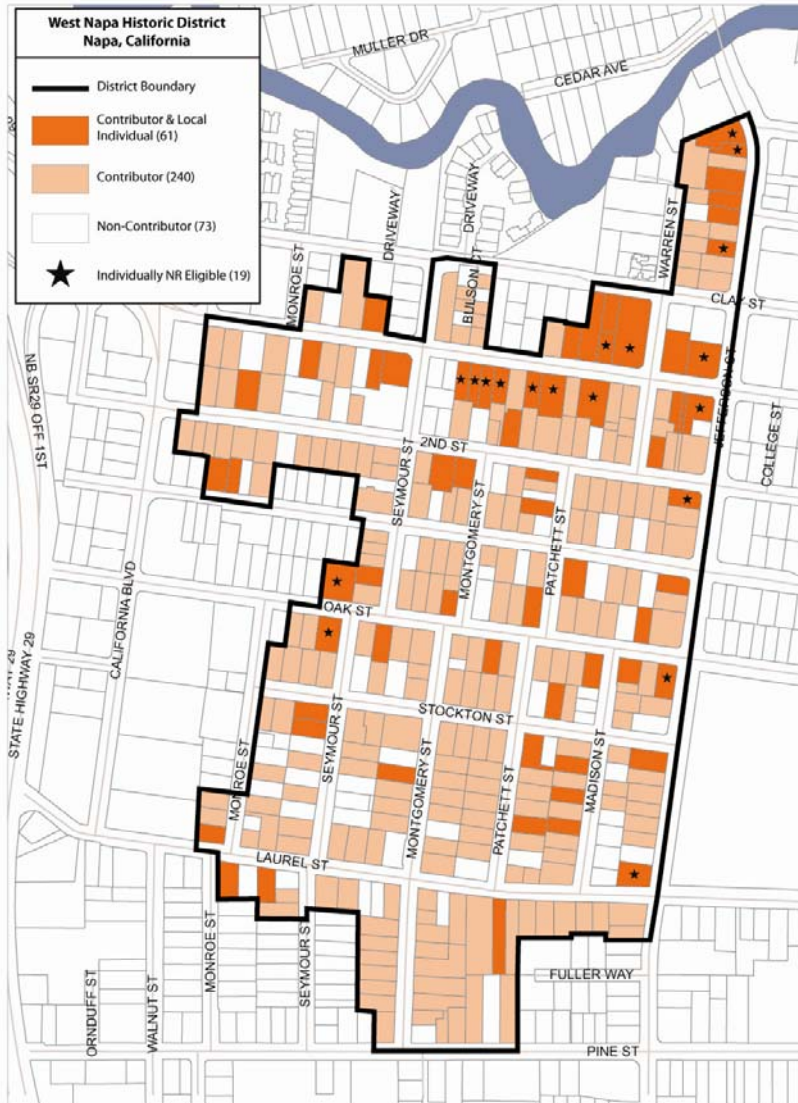 West Napa Historic District
Napa, California
District Boundary
Contributor & Local
Individual (61)
Contributor (240)
Non-Contributor (73)
Individually NR Eligible (19)
MULLER DR
CEDAR AVE
DRIVEWAY
DRIVEWAY
WARREN ST
MONROE ST
BULSON CT
CLAY ST
NB SR29 OFF 1ST
JEFFERSON ST
COLLEGE ST
2ND ST
SEYMOUR ST
MONTGOMERY ST
PATCHETT ST
CALIFORNIA BLVD
OAK ST
STATE HIGHWAY 29
STOCKTON ST
SEYMOUR ST
MONROE ST
MONTGOMERY ST
PATCHETT ST
MADISON ST
LAUREL ST
ORNDUFF ST
WALNUT ST
MONROE ST
SEYMOUR ST
FULLER WAY
PINE ST